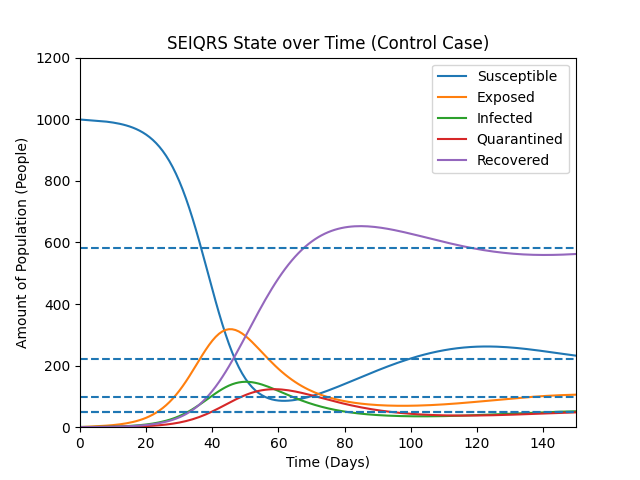 SEIQRS State over Time (Control Case)
Amount of Population (People)
1200
1000
800
600
400
200
0
Susceptible
Exposed
Infected
Quarantined
Recovered
0 20 40 60 80 100 120 140
Time (Days)